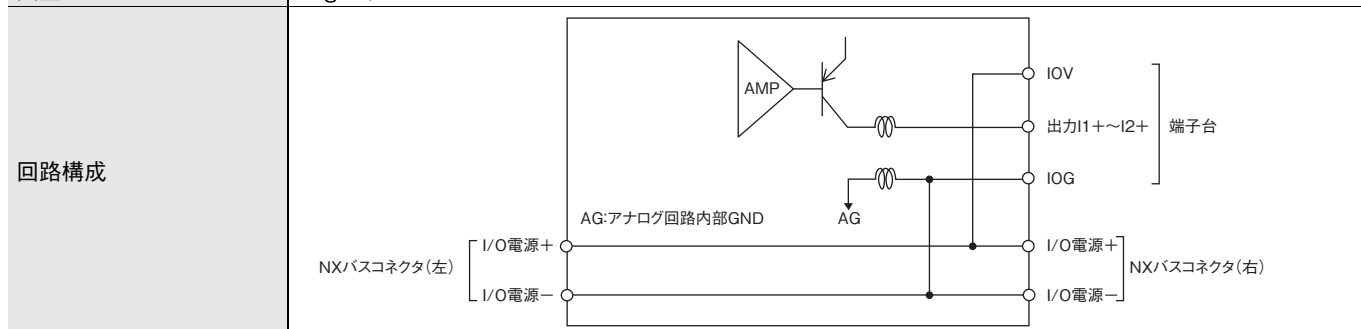 回路構成
AMP
IOV
出力I1+~I2+
端子台
IOG
AG:アナログ回路内部GND
AG
NXバスコネクタ(左)
I/O電源+
I/O電源-
I/O電源+
I/O電源-
NXバスコネクタ(右)